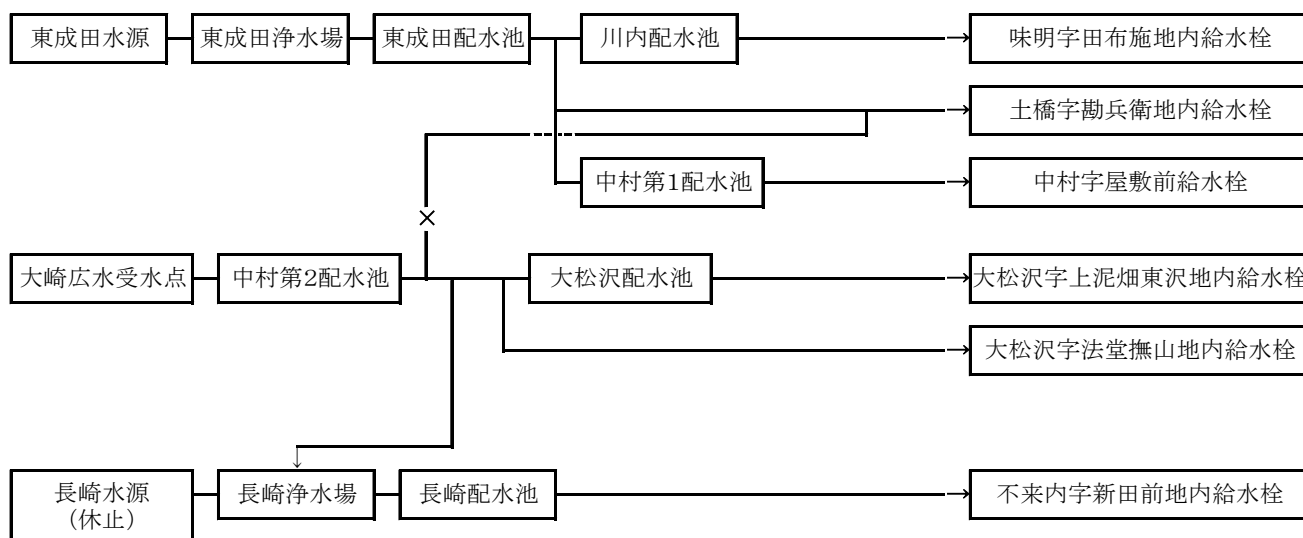 東成田水源
東成田浄水場
東成田配水池
川内配水池
味明字田布施地内給水栓
土橋字勘兵衛地内給水栓
中村第1配水池
中村字屋敷前給水栓
×
大崎広水受水点
中村第2配水池
大松沢配水池
大松沢字上泥畑東沢地内給水栓
大松沢字法堂撫山地内給水栓
長崎水源
(休止)
長崎浄水場
長崎配水池
不来内字新田前地内給水栓